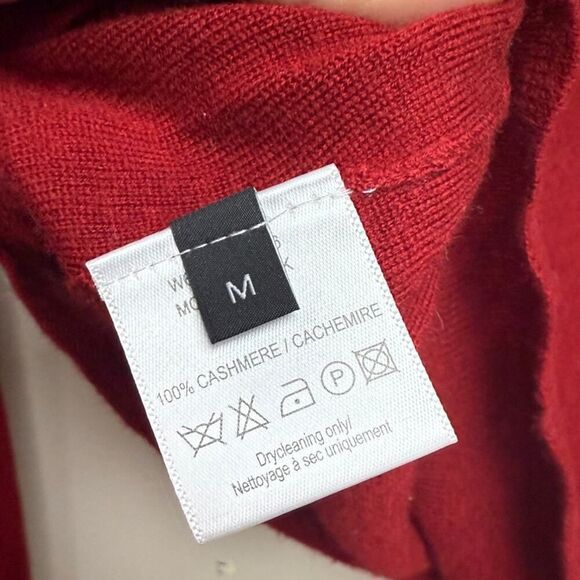 M
100% CASHMERE / CACHEMIRE
P
Drycleaning only/
Nettoyage à sec uniquement